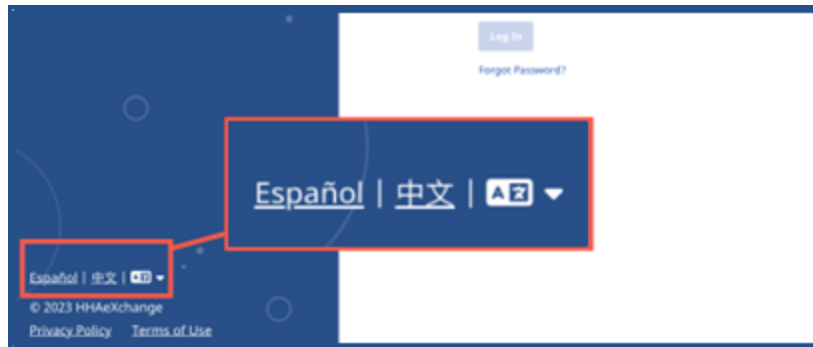 Log In
Forgot Password?
Español | 中文 |
Español | 中文 |
© 2023 HHAeXchange
Privacy Policy Terms of Use